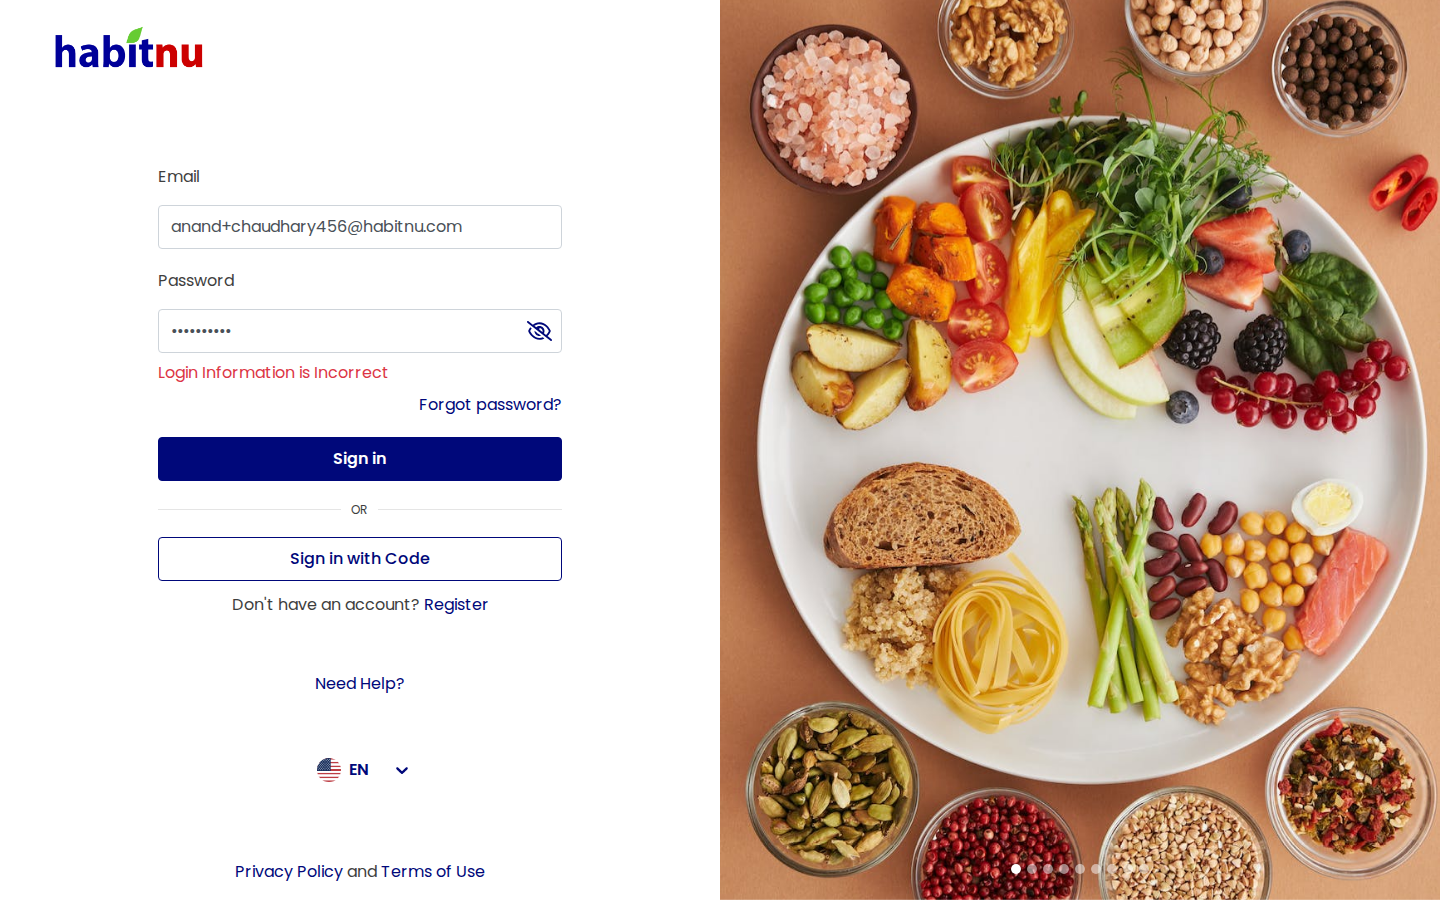 habitnu
Email
anand+chaudhary456@habitnu.com
Password
••••••••••
Login Information is Incorrect
Forgot password?
Sign in
OR
Sign in with Code
Don't have an account? Register
Need Help?
EN
Privacy Policy and Terms of Use